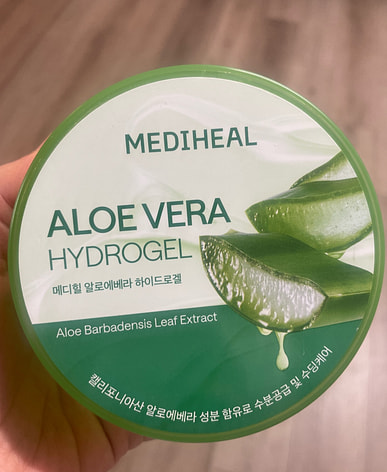 MEDIHEAL
ALOE VERA
HYDROGEL
메디힐 알로에베라 하이드로겔
Aloe Barbadensis Leaf Extract
캘리포니아산 알로에베라 성분 함유로 수분공급 및 수딩케어